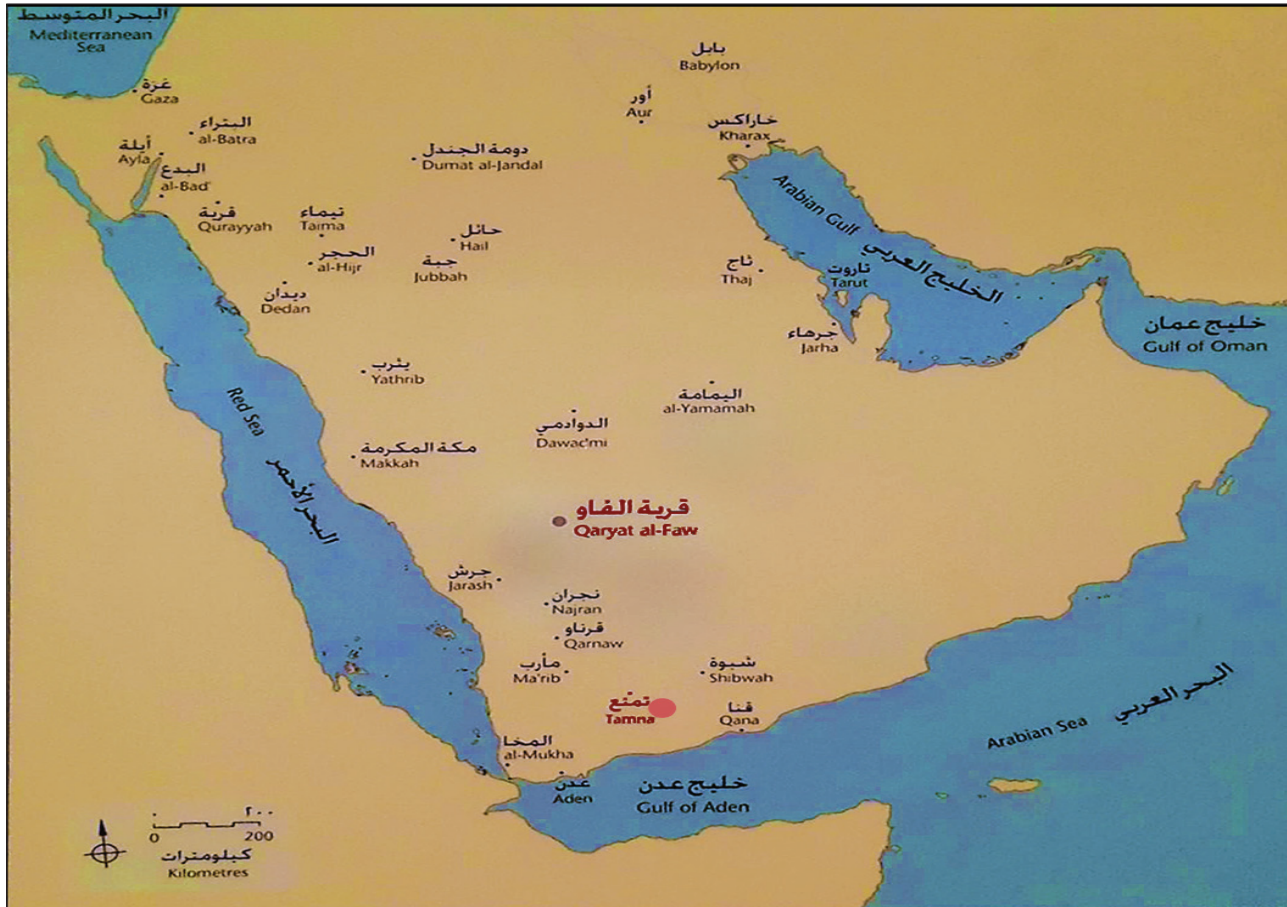 البحر المتوسط
Mediterranean
Sea
بابل
Babylon
غزة
Gaza
أور
Aur
البتراء
al-Batra
خاراكس
Kharax
أيلة
Ayla
دومة الجندل
Dumat al-Jandal
البدع
al-Bad'
قرية
Qurayyah
تيماء
Taima
حائل
Hail
الحجر
al-Hijr
جبة
Jubbah
ديدان
Dedan
Arabian Gulf
الخليج العربي
ثاج
Thaj
تاروت
Tarut
جرهاء
Jarha
خليج عمان
Gulf of Oman
يثرب
Yathrib
اليمامة
al-Yamamah
الدوادمي
Dawac'mi
Red Sea
البحر الأحمر
مكة المكرمة
Makkah
قرية الفاو
Qaryat al-Faw
جرش
Jarash
نجران
Najran
قرناو
Qarnaw
مأرب
Ma'rib
شبوة
Shibwah
تمنع
Tamna
قنا
Qana
المخا
al-Mukha
عدن
Aden
خليج عدن
Gulf of Aden
Arabian Sea
البحر العربي
٠ ٢٠٠
0 200
كيلومترات
Kilometres